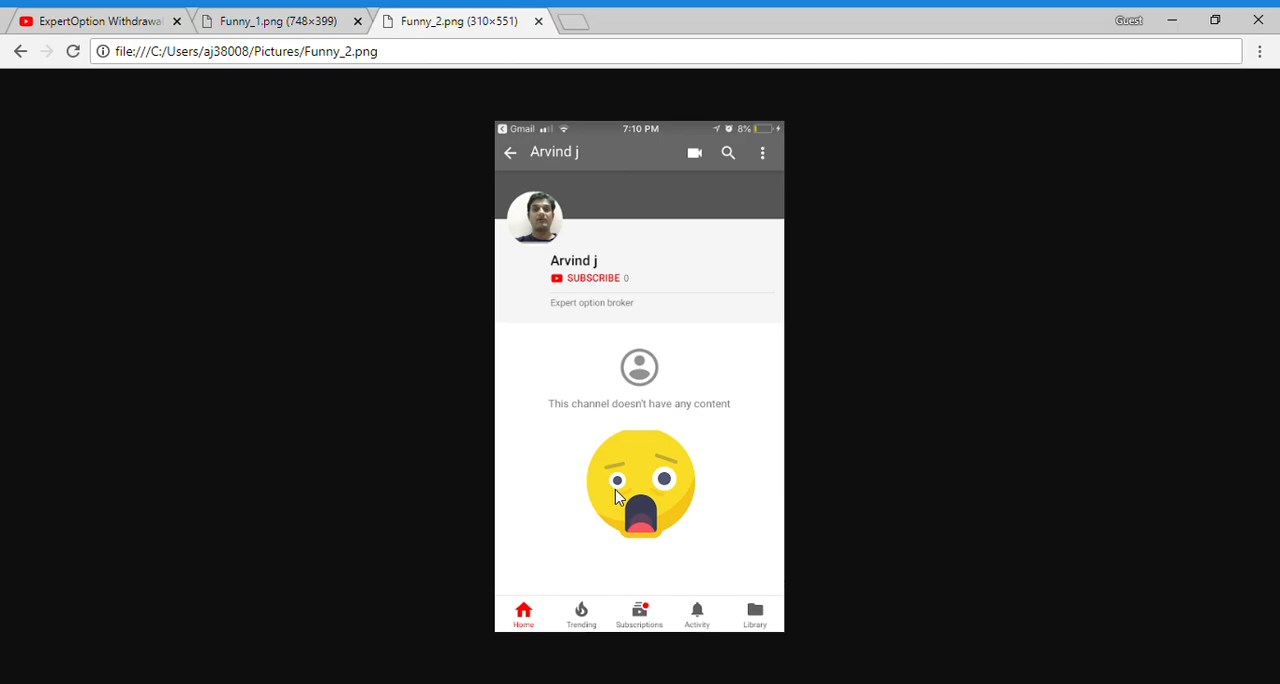 ExpertOption Withdrawa
Funny_1.png (748×399)
Funny_2.png (310×551)
Guest
file:///C:/Users/aj38008/Pictures/Funny_2.png
Gmail
7:10 PM
8%
Arvind j
Arvind j
SUBSCRIBE 0
Expert option broker
This channel doesn't have any content
Home
Trending
Subscriptions
Activity
Library